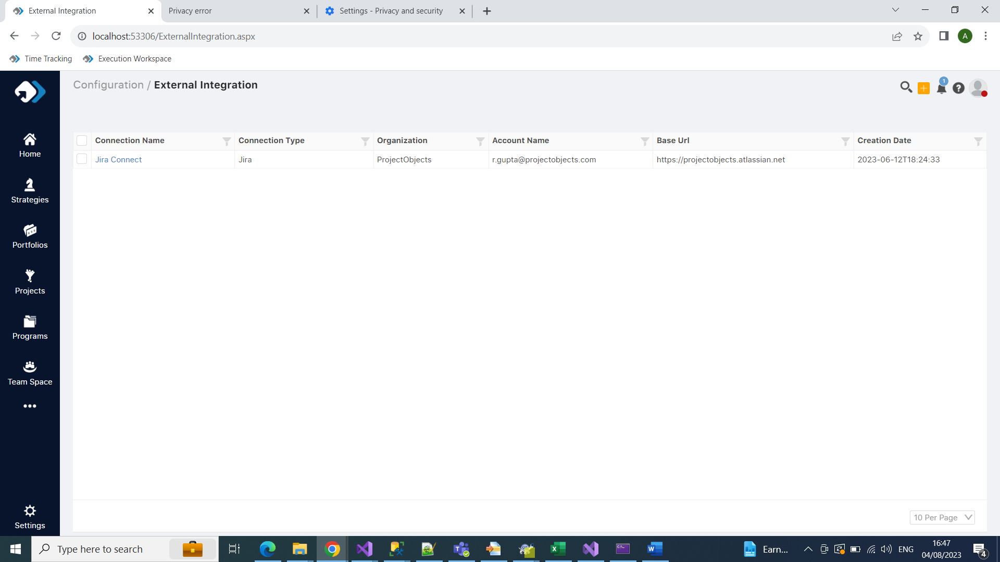 External Integration
Privacy error
Settings - Privacy and security
localhost:53306/ExternalIntegration.aspx
A
Time Tracking
Execution Workspace
Configuration / External Integration
1
Home
Strategies
Portfolios
Projects
Programs
Team Space
Settings
Connection Name Connection Type Organization Account Name Base Url Creation Date
Jira Connect Jira ProjectObjects r.gupta@projectobjects.com https://projectobjects.atlassian.net 2023-06-12T18:24:33
10 Per Page
Type here to search
Earn...
ENG
16:47
04/08/2023
4